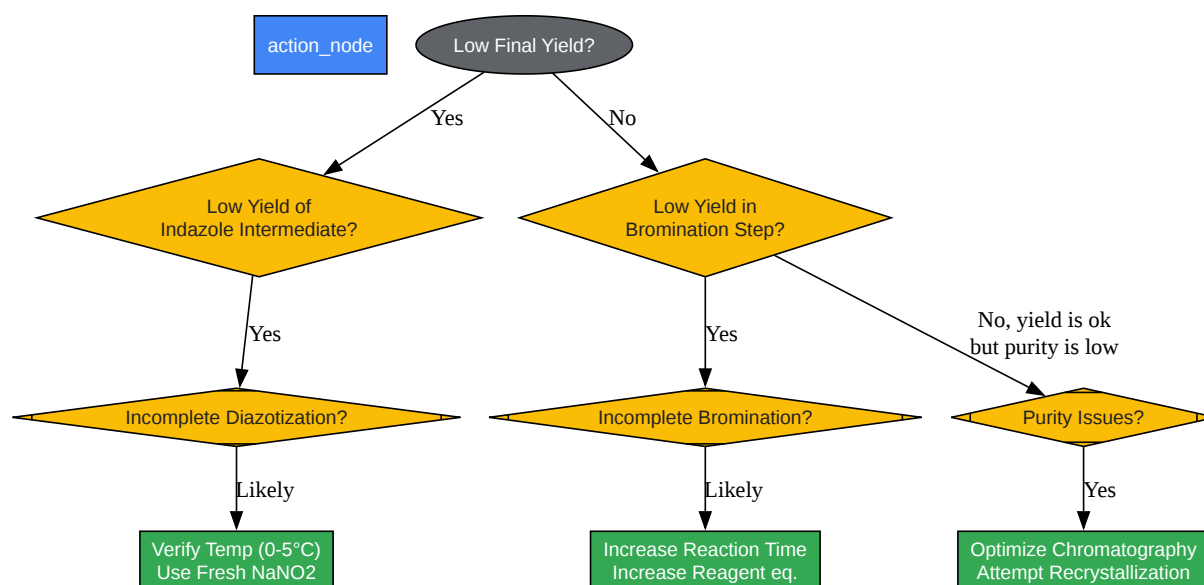 action_node
Low Final Yield?
Yes
No
Low Yield of
Indazole Intermediate?
Low Yield in
Bromination Step?
Yes
Yes
No, yield is ok
but purity is low
Incomplete Diazotization?
Incomplete Bromination?
Purity Issues?
Likely
Likely
Yes
Verify Temp (0-5°C)
Use Fresh NaNO2
Increase Reaction Time
Increase Reagent eq.
Optimize Chromatography
Attempt Recrystallization